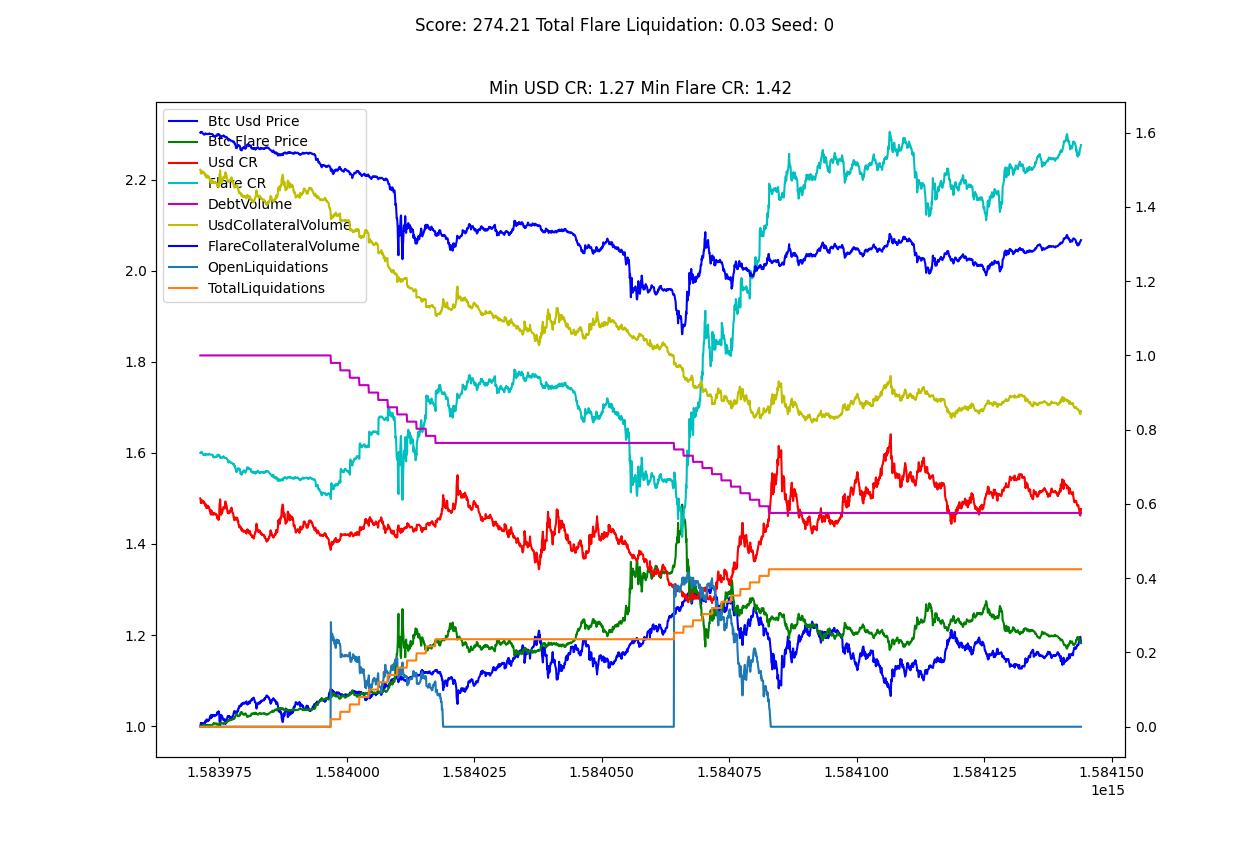 Score: 274.21 Total Flare Liquidation: 0.03 Seed: 0
Min USD CR: 1.27 Min Flare CR: 1.42
Btc Usd Price
Btc Flare Price
Usd CR
Flare CR
DebtVolume
UsdCollateralVolume
FlareCollateralVolume
OpenLiquidations
TotalLiquidations
2.2
2.0
1.8
1.6
1.4
1.2
1.0
1.6
1.4
1.2
1.0
0.8
0.6
0.4
0.2
0.0
1.583975
1.584000
1.584025
1.584050
1.584075
1.584100
1.584125
1.584150
1e15